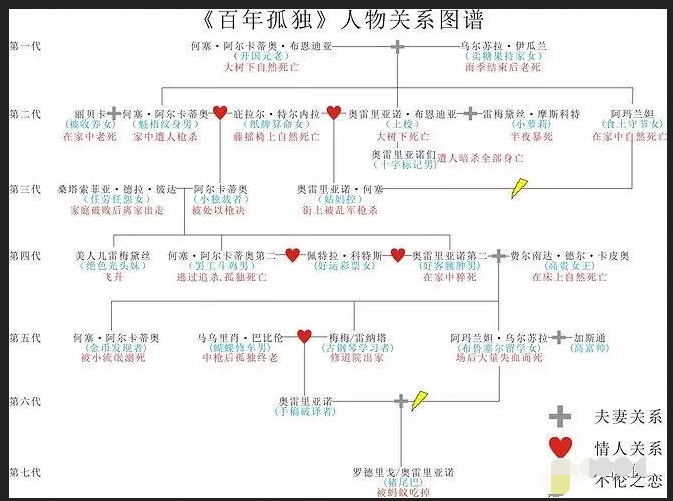 《百年孤独》人物关系图谱
第一代
何塞·阿尔卡蒂奥·布恩迪亚
(开国元老)
大树下自然死亡
乌尔苏拉·伊瓜兰
(卖糖果持家女)
雨季结束后老死
第二代
丽贝卡
(被收养女)
在家中老死
何塞·阿尔卡蒂奥
(魁梧纹身男)
家中遭人枪杀
庇拉尔·特尔内拉
(纸牌算命女)
藤摇椅上自然死亡
奥雷里亚诺·布恩迪亚
(上校)
大树下死亡
雷梅黛丝·摩斯科特
(小萝莉)
半夜暴死
阿玛兰妲
(食土守节女)
在家中自然死亡
奥雷里亚诺们
(十字标记男)
遭人暗杀全部身亡
第三代
桑塔索菲亚·德拉·彼达
(任劳任怨女)
家庭破败后离家出走
阿尔卡蒂奥
(小独裁者)
被处以枪决
奥雷里亚诺·何塞
(姑妈控)
街上被乱军枪杀
第四代
美人儿雷梅黛丝
(绝色光头妹)
飞升
何塞·阿尔卡蒂奥第二
(罢工斗鸡男)
逃过追杀,孤独死亡
佩特拉·科特斯
(好运彩票女)
奥雷里亚诺第二
(好客臃肿男)
在家中猝死
费尔南达·德尔·卡皮奥
(高贵女王)
在床上自然死亡
第五代
何塞·阿尔卡蒂奥
(金币发现者)
被小流氓溺死
马乌里肖·巴比伦
(蝴蝶修车男)
中枪后孤独终老
梅梅/雷纳塔
(古钢琴学习者)
修道院出家
阿玛兰妲·乌尔苏拉
(布鲁塞尔留学女)
场后大量失血而死
加斯通
(高富帅)
第六代
奥雷里亚诺
(手稿破译者)
夫妻关系
情人关系
不伦之恋
第七代
罗德里戈/奥雷里亚诺
(猪尾巴)
被蚂蚁吃掉